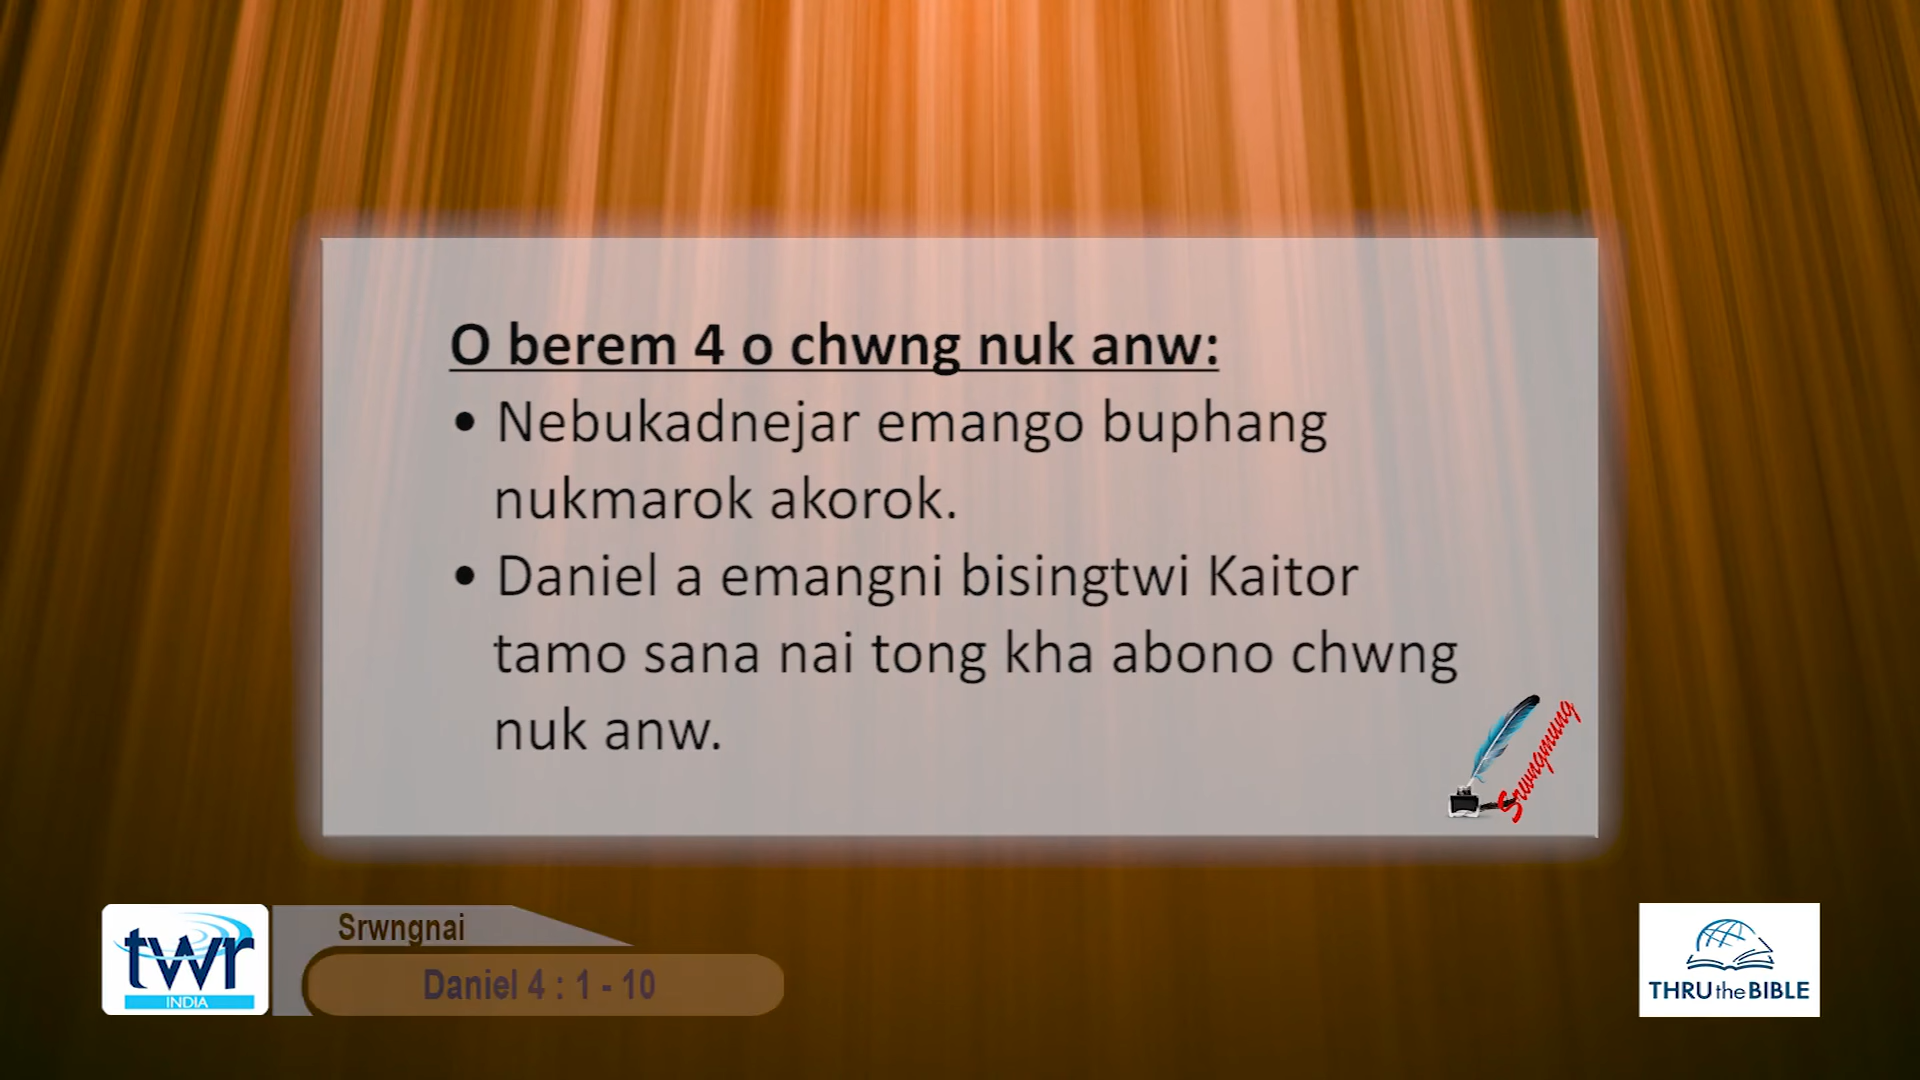 O berem 4 o chwng nuk anw:
• Nebukadnejar emango buphang
nukmarok akorok.
• Daniel a emangni bisingtwi Kaitor
tamo sana nai tong kha abono chwng
nuk anw.
Srwngmung
twr
INDIA
Srwngnai
Daniel 4 : 1 - 10
THRU the BIBLE